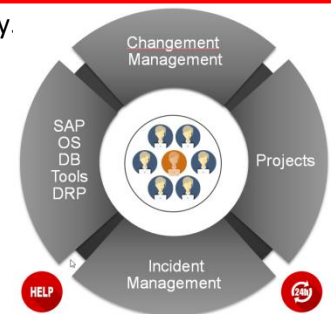 y.
Changement
Management
SAP
OS
DB
Tools
DRP
Projects
Incident
Management
HELP
24h